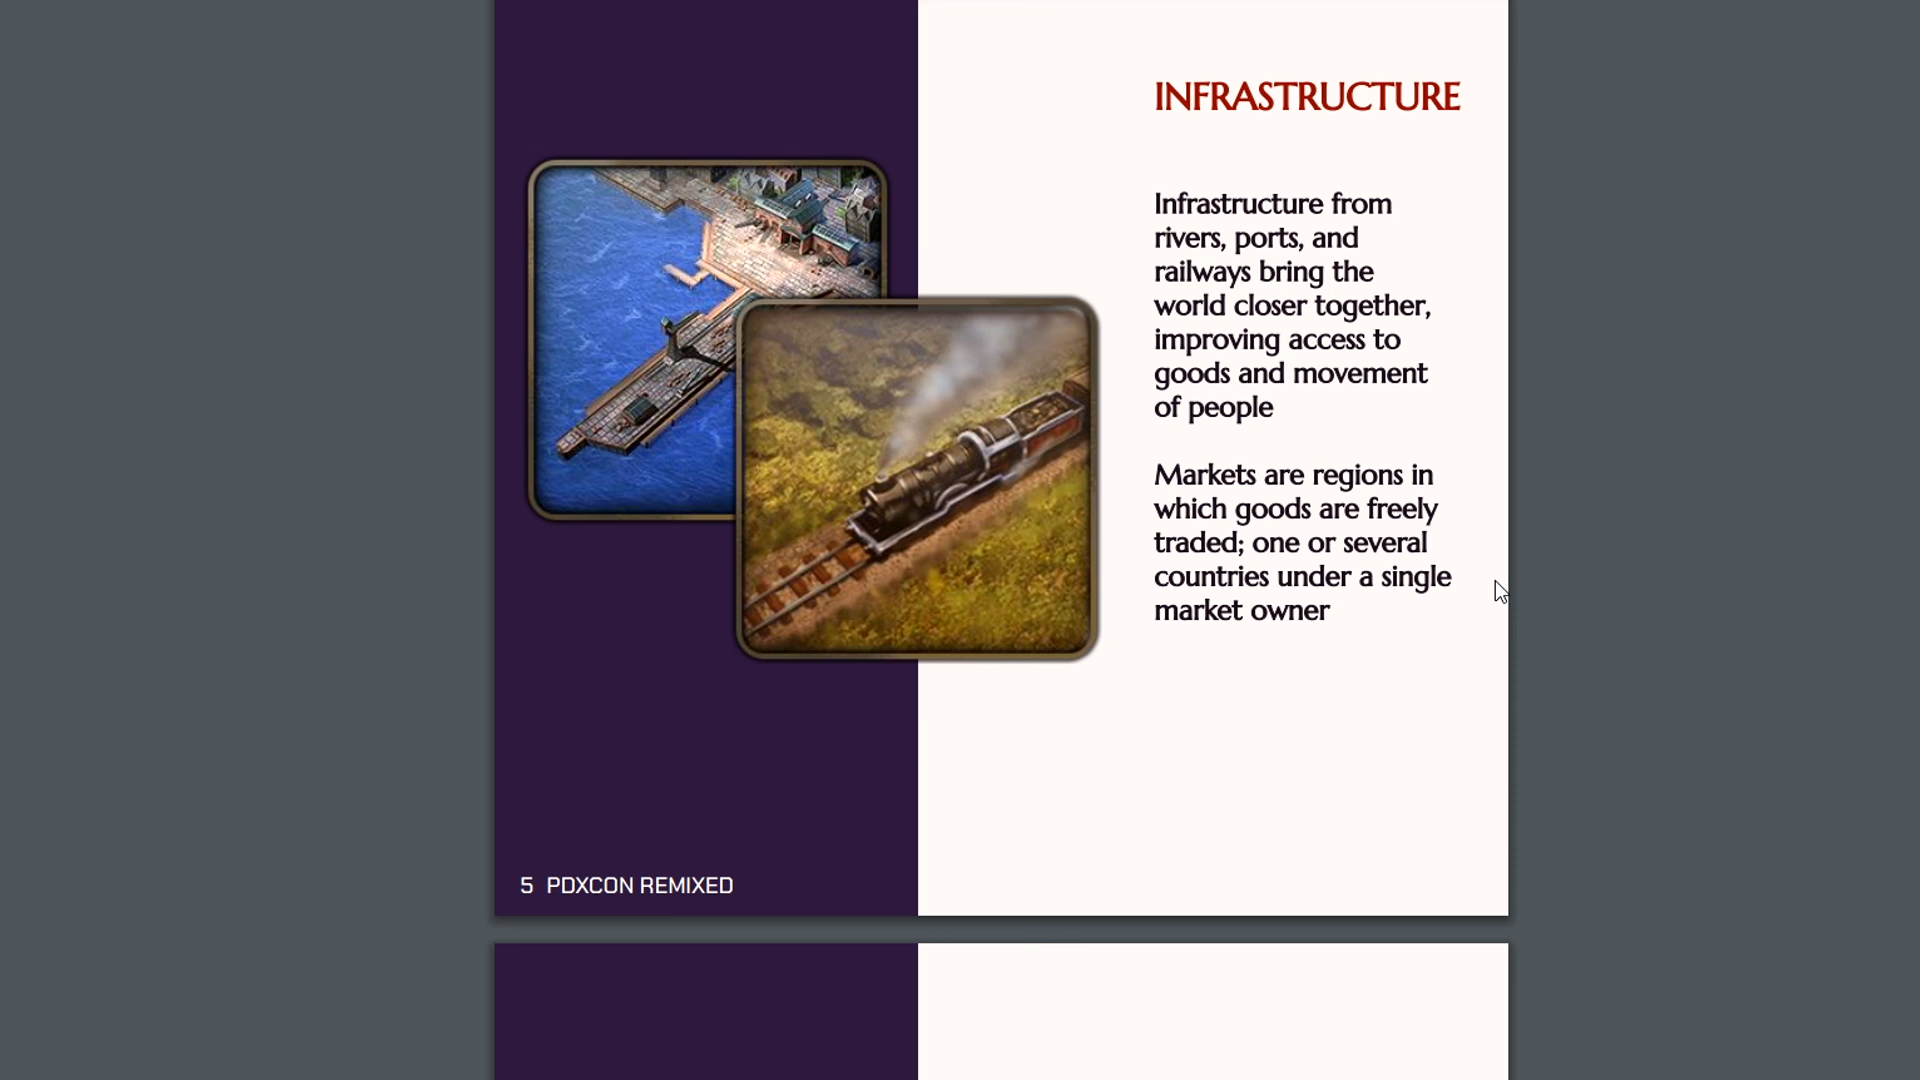 INFRASTRUCTURE
Infrastructure from
rivers, ports, and
railways bring the
world closer together,
improving access to
goods and movement
of people
Markets are regions in
which goods are freely
traded; one or several
countries under a single
market owner
5 PDXCON REMIXED